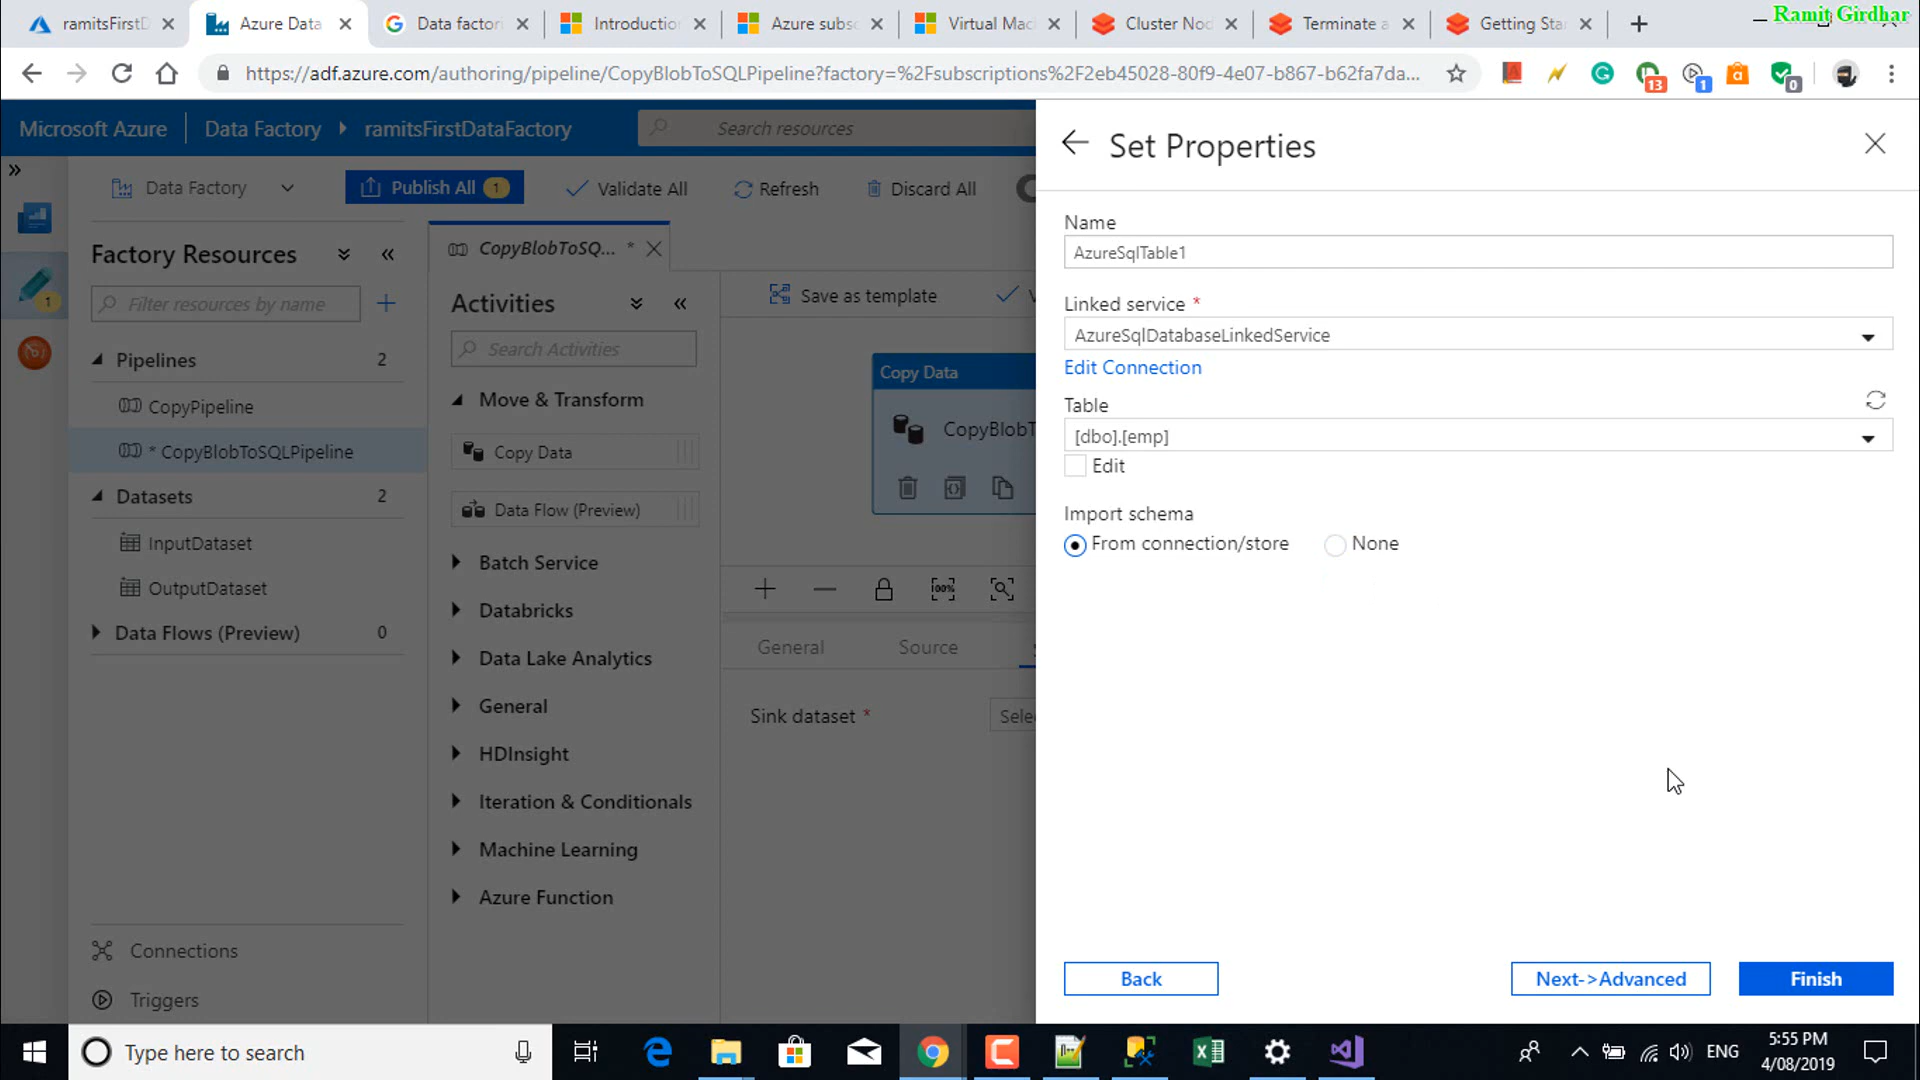 ramitsFirstD
Azure Data
Data factor
Introduction
Azure subs
Virtual Mac
Cluster Nod
Terminate a
Getting Star
Ramit Girdhar
https://adf.azure.com/authoring/pipeline/CopyBlobToSQLPipeline?factory=%2Fsubscriptions%2F2eb45028-80f9-4e07-b867-b62fa7da...
13
1
0
Microsoft Azure
Data Factory
ramitsFirstDataFactory
Search resources
Set Properties
Data Factory
Publish All 1
Validate All
Refresh
Discard All
Name
AzureSqlTable1
Factory Resources
CopyBlobToSQ... *
Filter resources by name
1
Activities
Save as template
V
Linked service *
AzureSqlDatabaseLinkedService
Edit Connection
Search Activities
Pipelines 2
Copy Data
CopyPipeline
Move & Transform
Table
* CopyBlobToSQLPipeline
Copy Data
CopyBlobT
[dbo].[emp]
Edit
Datasets 2
Data Flow (Preview)
Import schema
InputDataset
From connection/store
None
Batch Service
OutputDataset
100%
Databricks
Data Flows (Preview) 0
General
Source
Data Lake Analytics
General
Sink dataset *
Sele
HDInsight
Iteration & Conditionals
Machine Learning
Azure Function
Connections
Back
Next->Advanced
Finish
Triggers
Type here to search
ENG
5:55 PM
4/08/2019